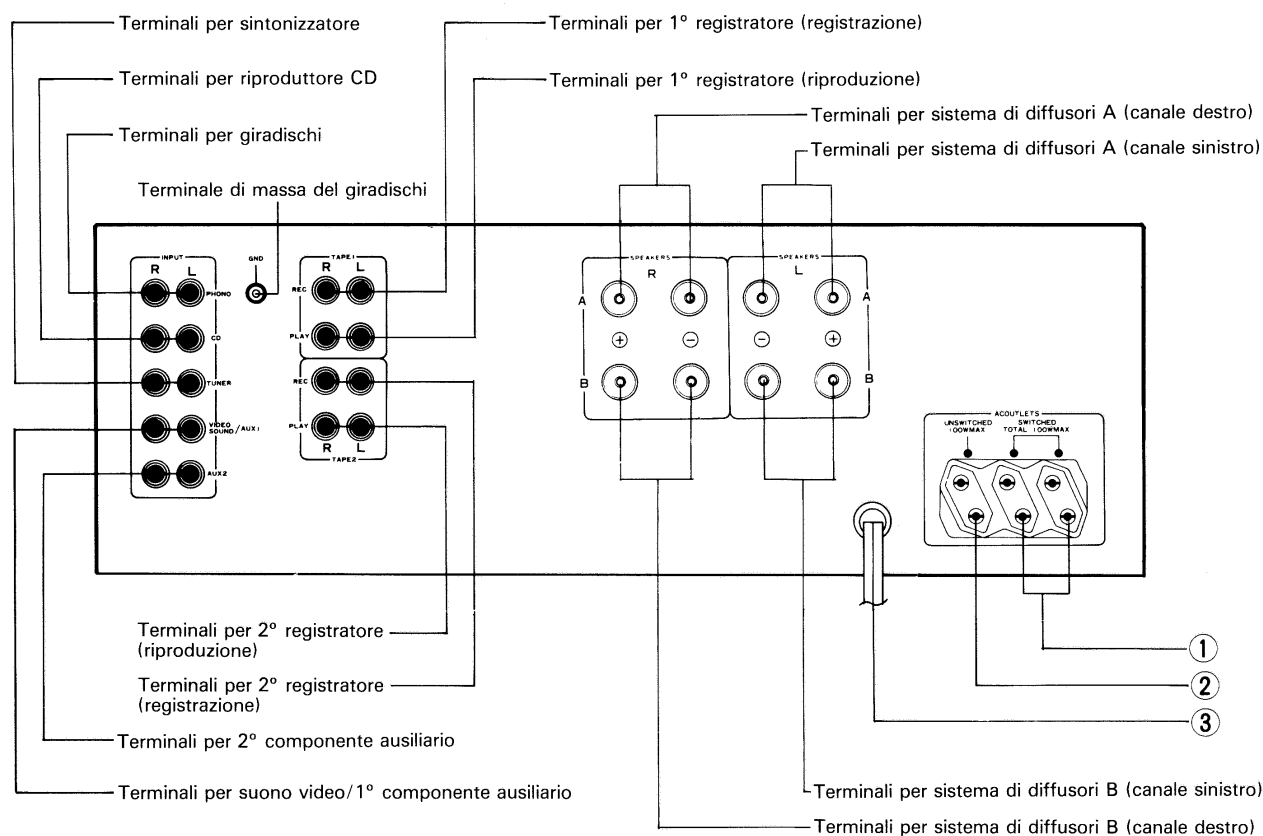 Terminali per sintonizzatore
Terminali per 1° registratore (registrazione)
Terminali per riproduttore CD
Terminali per 1° registratore (riproduzione)
Terminali per sistema di diffusori A (canale destro)
Terminali per giradischi
Terminali per sistema di diffusori A (canale sinistro)
Terminale di massa del giradischi
INPUT
R L
PHONO
CD
TUNER
VIDEO
SOUND/AUX1
AUX2
GND
TAPE1
R L
REC
PLAY
REC
PLAY
R L
TAPE2
SPEAKERS
R
A
B
+ −
SPEAKERS
L
A
B
− +
AC OUTLETS
UNSWITCHED
100W MAX
SWITCHED
TOTAL 100W MAX
Terminali per 2° registratore
(riproduzione)
Terminali per 2° registratore
(registrazione)
Terminali per 2° componente ausiliario
Terminali per suono video/1° componente ausiliario
1
2
3
Terminali per sistema di diffusori B (canale sinistro)
Terminali per sistema di diffusori B (canale destro)